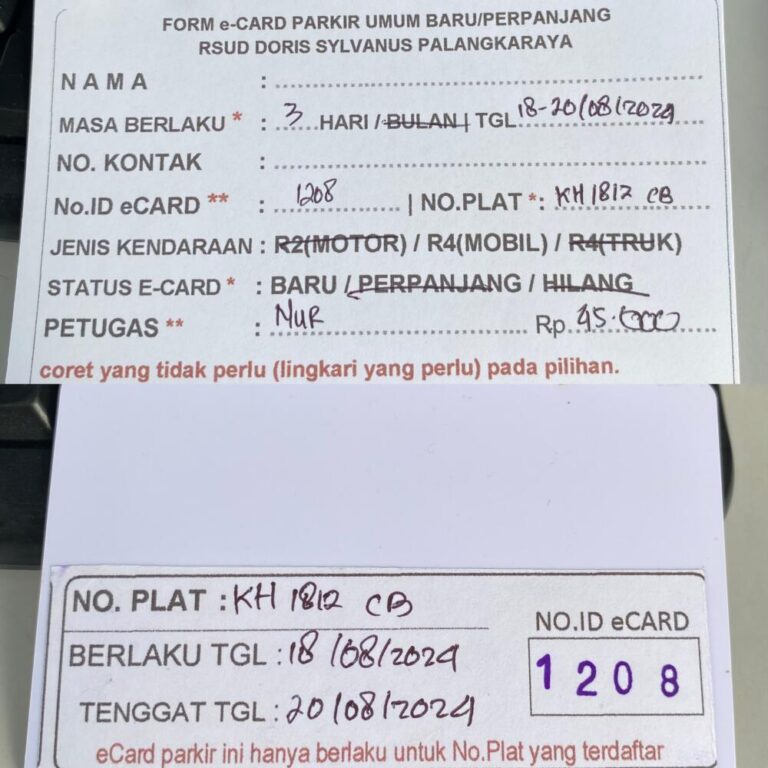 FORM e-CARD PARKIR UMUM BARU/PERPANJANG
RSUD DORIS SYLVANUS PALANGKARAYA
NAMA :
MASA BERLAKU * : 3 HARI / BULAN | TGL 18-20/08/2024
NO. KONTAK :
No.ID eCARD ** : 1208 | NO.PLAT *: KH 1812 CB
JENIS KENDARAAN : R2(MOTOR) / R4(MOBIL) / R4(TRUK)
STATUS E-CARD * : BARU / PERPANJANG / HILANG
PETUGAS ** : NUR Rp 45.000
coret yang tidak perlu (lingkari yang perlu) pada pilihan.
NO. PLAT : KH 1812 CB
NO.ID eCARD
BERLAKU TGL : 18/08/2024
1208
TENGGAT TGL : 20/08/2024
eCard parkir ini hanya berlaku untuk No.Plat yang terdaftar